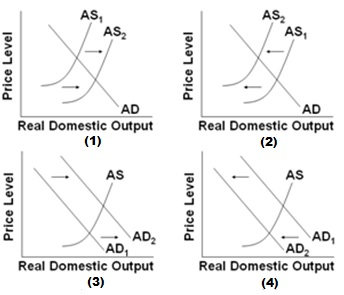 Price Level
AS1
AS2
AD
Real Domestic Output
(1)
Price Level
AS2
AS1
AD
Real Domestic Output
(2)
Price Level
AS
AD2
AD1
Real Domestic Output
(3)
Price Level
AS
AD1
AD2
Real Domestic Output
(4)